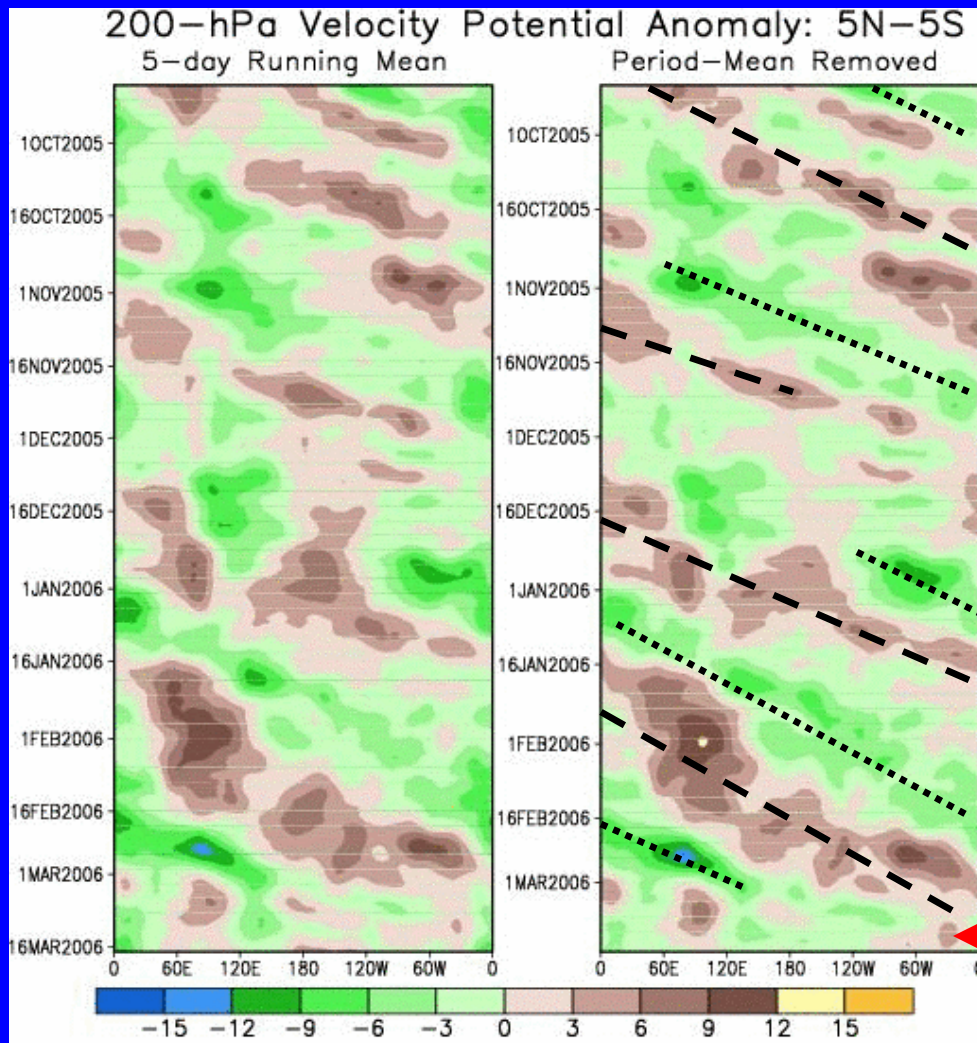 200-hPa Velocity Potential Anomaly: 5N-5S
5-day Running Mean
Period-Mean Removed
1OCT2005
16OCT2005
1NOV2005
16NOV2005
1DEC2005
16DEC2005
1JAN2006
16JAN2006
1FEB2006
16FEB2006
1MAR2006
16MAR2006
0 60E 120E 180 120W 60W 0
1OCT2005
16OCT2005
1NOV2005
16NOV2005
1DEC2005
16DEC2005
1JAN2006
16JAN2006
1FEB2006
16FEB2006
1MAR2006
0 60E 120E 180 120W 60W 0
-15 -12 -9 -6 -3 0 3 6 9 12 15